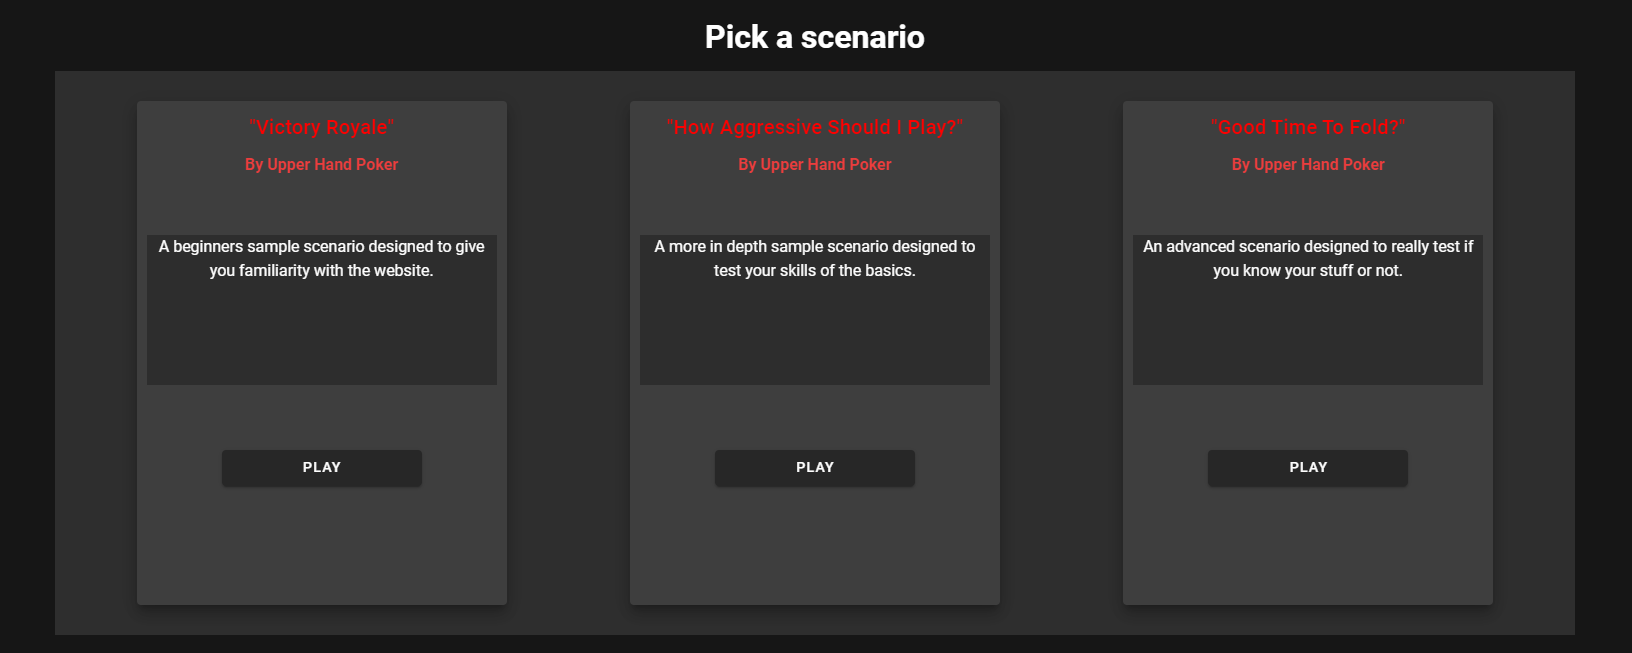 Pick a scenario
"Victory Royale"
By Upper Hand Poker
A beginners sample scenario designed to give
you familiarity with the website.
PLAY
"How Aggressive Should I Play?"
By Upper Hand Poker
A more in depth sample scenario designed to
test your skills of the basics.
PLAY
"Good Time To Fold?"
By Upper Hand Poker
An advanced scenario designed to really test if
you know your stuff or not.
PLAY